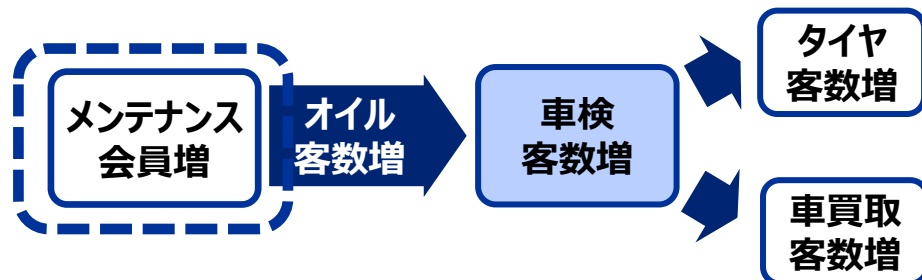 メンテナンス
会員増
オイル
客数増
車検
客数増
タイヤ
客数増
車買取
客数増